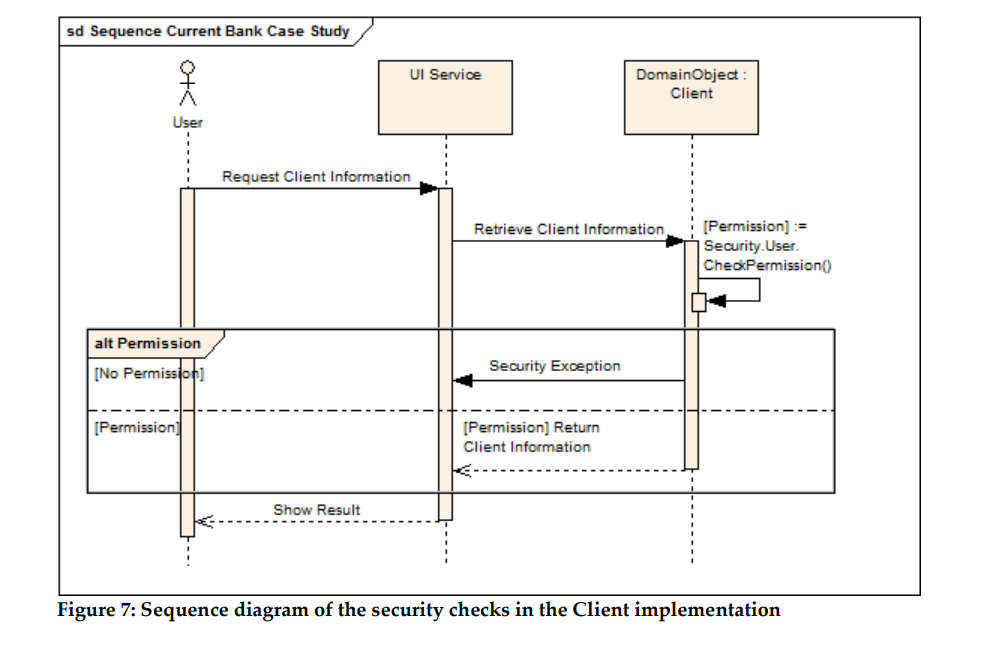 sd Sequence Current Bank Case Study
User
UI Service
DomainObject :
Client
Request Client Information
Retrieve Client Information
[Permission] :=
Security.User.
CheckPermission()
alt Permission
[No Permission]
Security Exception
[Permission]
[Permission] Return
Client Information
Show Result
Figure 7: Sequence diagram of the security checks in the Client implementation